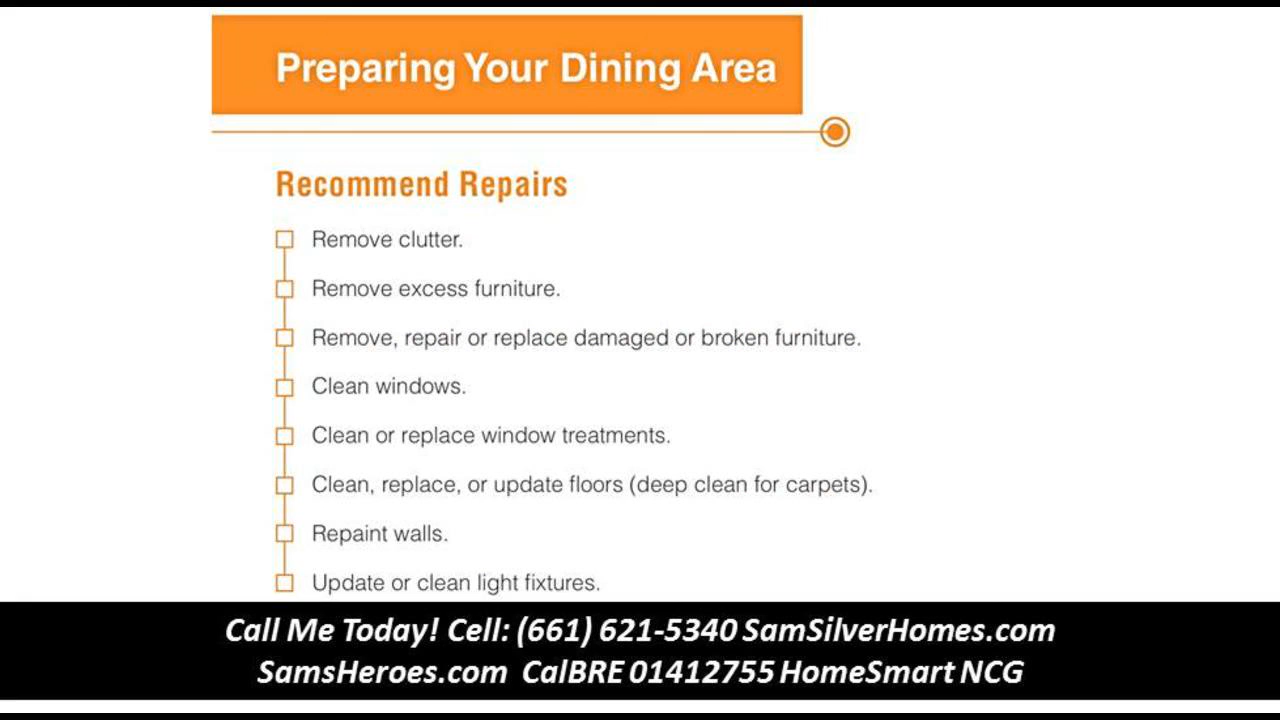 Preparing Your Dining Area
Recommend Repairs
Remove clutter.
Remove excess furniture.
Remove, repair or replace damaged or broken furniture.
Clean windows.
Clean or replace window treatments.
Clean, replace, or update floors (deep clean for carpets).
Repaint walls.
Update or clean light fixtures.
Call Me Today! Cell: (661) 621-5340 SamSilverHomes.com
SamsHeroes.com CalBRE 01412755 HomeSmart NCG